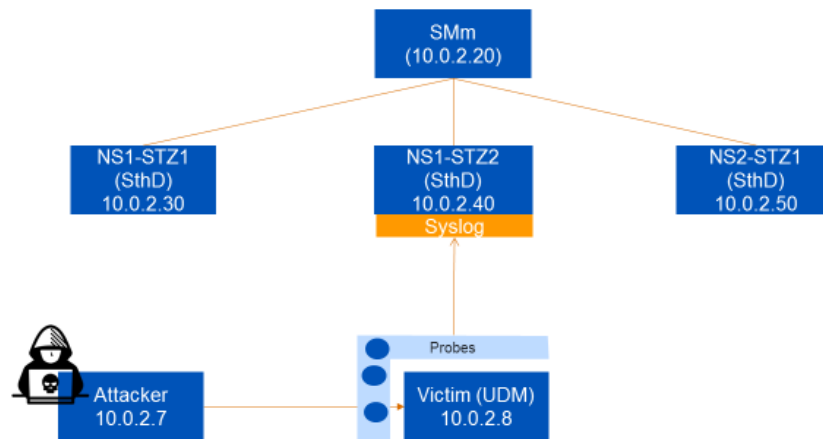 SMm
(10.0.2.20)
NS1-STZ1
(SthD)
10.0.2.30
NS1-STZ2
(SthD)
10.0.2.40
Syslog
NS2-STZ1
(SthD)
10.0.2.50
Probes
Attacker
10.0.2.7
Victim (UDM)
10.0.2.8